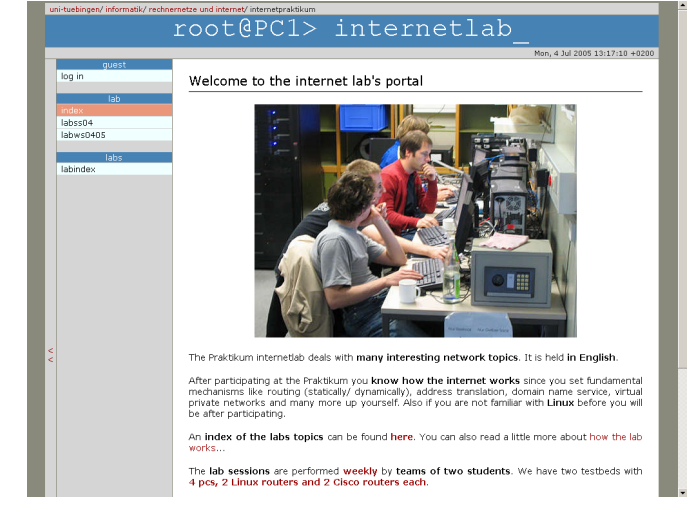 uni-tuebingen/ informatik/ rechnernetze und internet/ internetpraktikum
root@PC1> internetlab_
Mon, 4 Jul 2005 13:17:10 +0200
guest
log in
lab
index
labss04
labws0405
labs
labindex
<
<
Welcome to the internet lab's portal
The Praktikum internetlab deals with many interesting network topics. It is held in English.
After participating at the Praktikum you know how the internet works since you set fundamental
mechanisms like routing (statically/ dynamically), address translation, domain name service, virtual
private networks and many more up yourself. Also if you are not familiar with Linux before you will
be after participating.
An index of the labs topics can be found here. You can also read a little more about how the lab
works...
The lab sessions are performed weekly by teams of two students. We have two testbeds with
4 pcs, 2 Linux routers and 2 Cisco routers each.